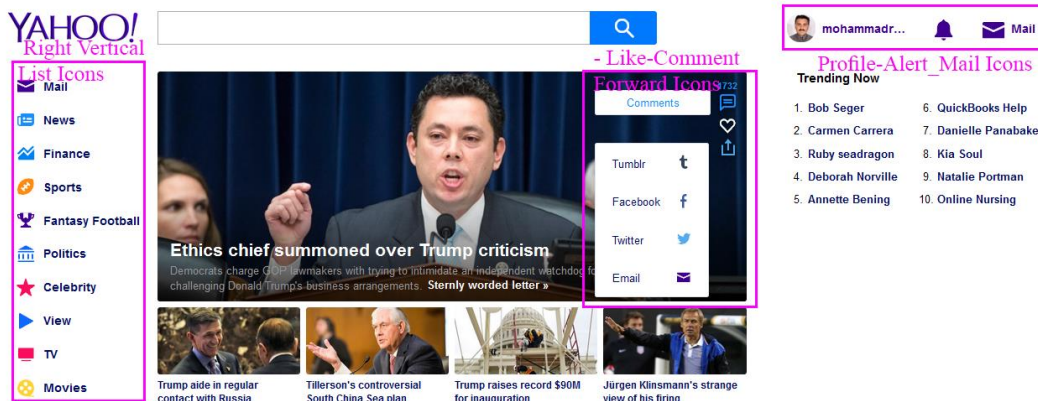 YAHOO!
mohammadr...
Mail
Right Vertical
List Icons
- Like-Comment
Forward Icons
Profile-Alert_Mail Icons
Mail
News
Finance
Sports
Fantasy Football
Politics
Celebrity
View
TV
Movies
Comments
Tumblr
Facebook
Twitter
Email
Ethics chief summoned over Trump criticism
Democrats charge GOP lawmakers with trying to intimidate an independent watchdog fo
challenging Donald Trump's business arrangements. Sternly worded letter »
Trump aide in regular
contact with Russia
Tillerson's controversial
South China Sea plan
Trump raises record $90M
for inauguration
Jürgen Klinsmann's strange
view of his firing
Trending Now
1. Bob Seger
2. Carmen Carrera
3. Ruby seadragon
4. Deborah Norville
5. Annette Bening
6. QuickBooks Help
7. Danielle Panabake
8. Kia Soul
9. Natalie Portman
10. Online Nursing